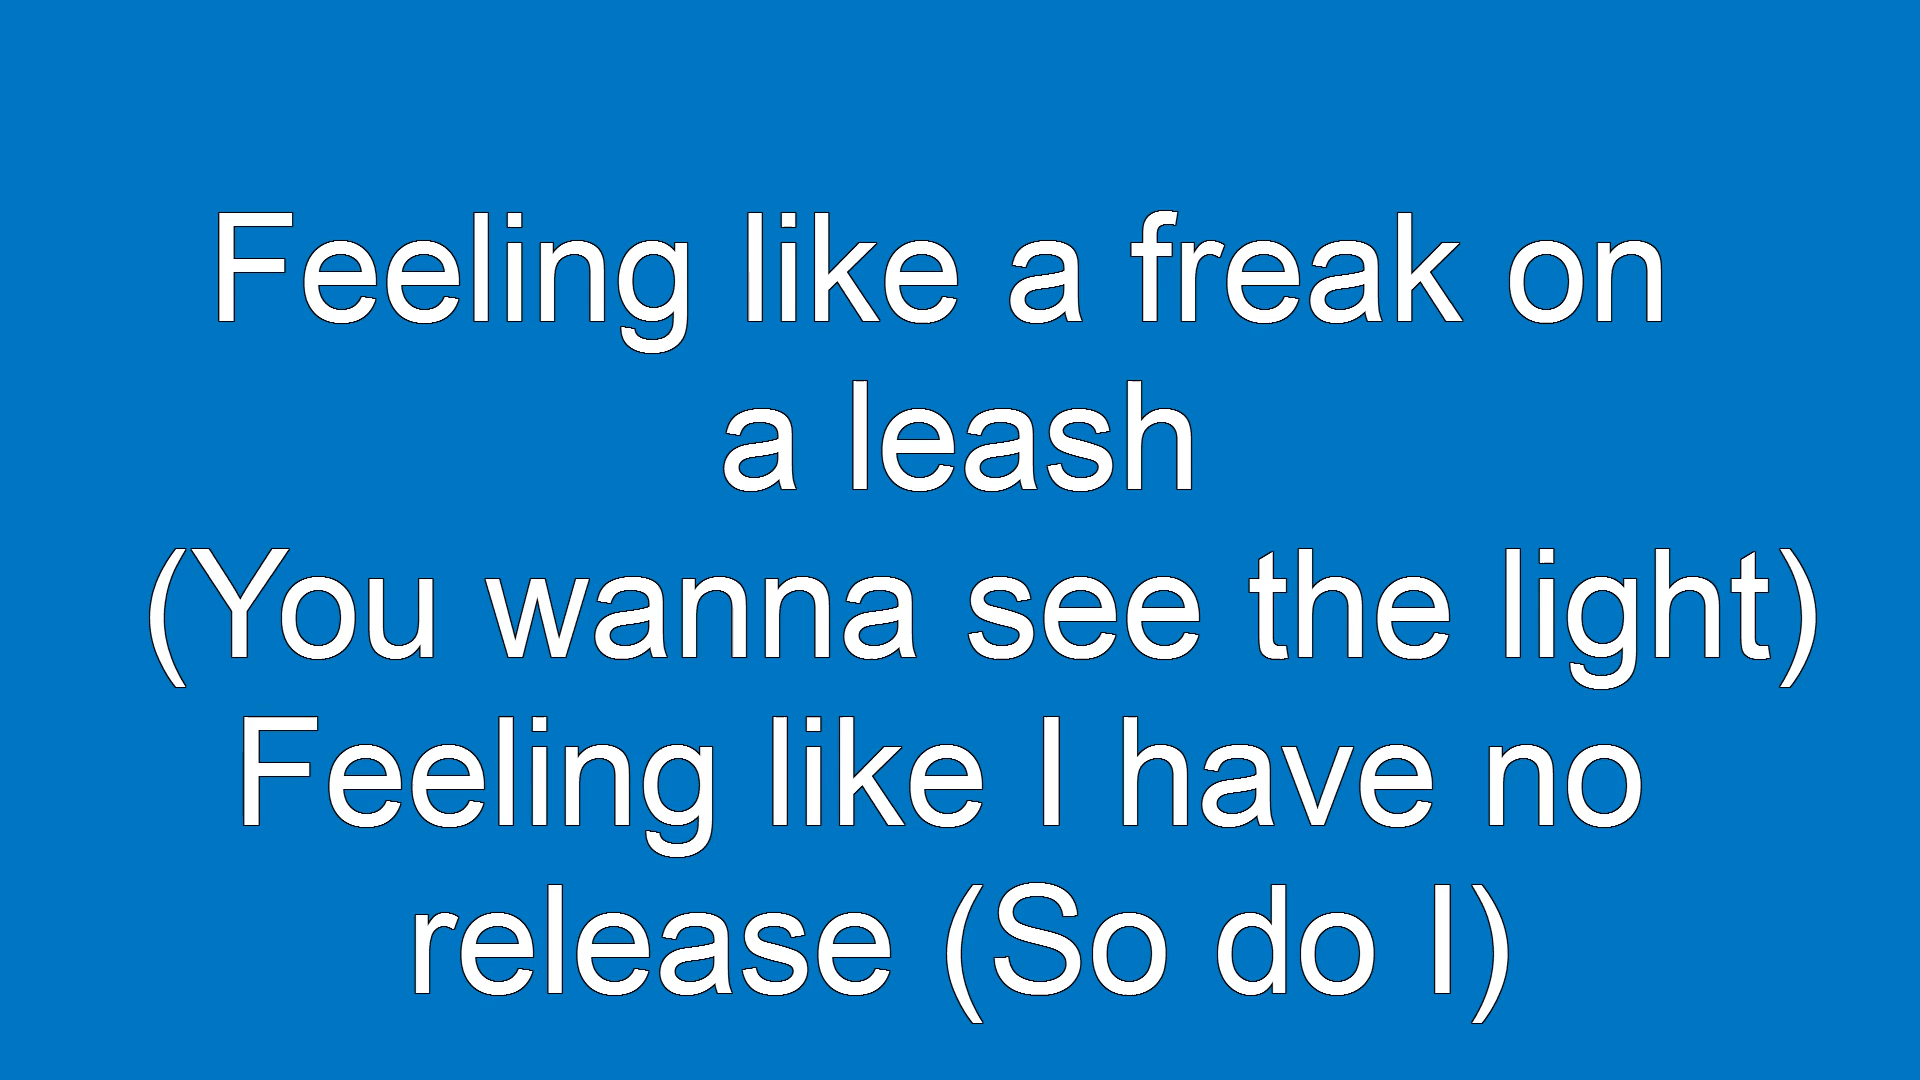 Feeling like a freak on
a leash
(You wanna see the light)
Feeling like I have no
release (So do I)